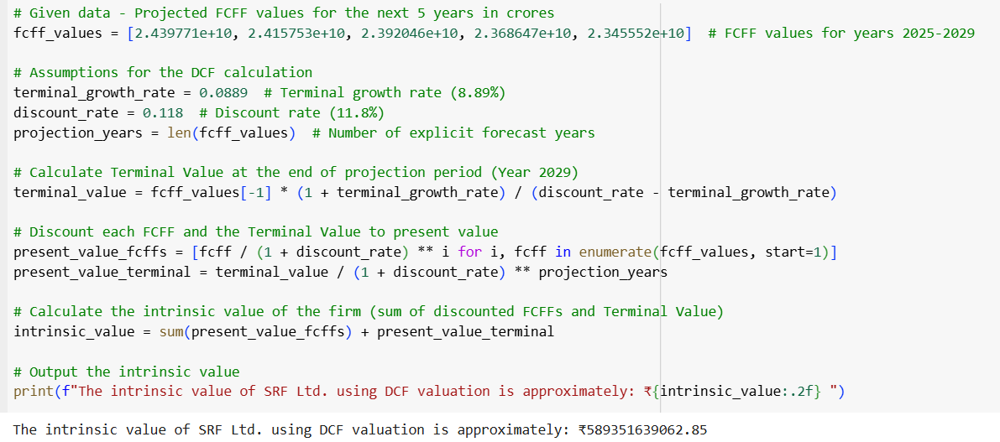 # Given data - Projected FCFF values for the next 5 years in crores
fcff_values = [2.439771e+10, 2.415753e+10, 2.392046e+10, 2.368647e+10, 2.345552e+10]  # FCFF values for years 2025-2029
# Assumptions for the DCF calculation
terminal_growth_rate = 0.0889  # Terminal growth rate (8.89%)
discount_rate = 0.118  # Discount rate (11.8%)
projection_years = len(fcff_values)  # Number of explicit forecast years
# Calculate Terminal Value at the end of projection period (Year 2029)
terminal_value = fcff_values[-1] * (1 + terminal_growth_rate) / (discount_rate - terminal_growth_rate)
# Discount each FCFF and the Terminal Value to present value
present_value_fcffs = [fcff / (1 + discount_rate) ** i for i, fcff in enumerate(fcff_values, start=1)]
present_value_terminal = terminal_value / (1 + discount_rate) ** projection_years
# Calculate the intrinsic value of the firm (sum of discounted FCFFs and Terminal Value)
intrinsic_value = sum(present_value_fcffs) + present_value_terminal
# Output the intrinsic value
print(f"The intrinsic value of SRF Ltd. using DCF valuation is approximately: ₹{intrinsic_value:.2f} ")
The intrinsic value of SRF Ltd. using DCF valuation is approximately: ₹589351639062.85